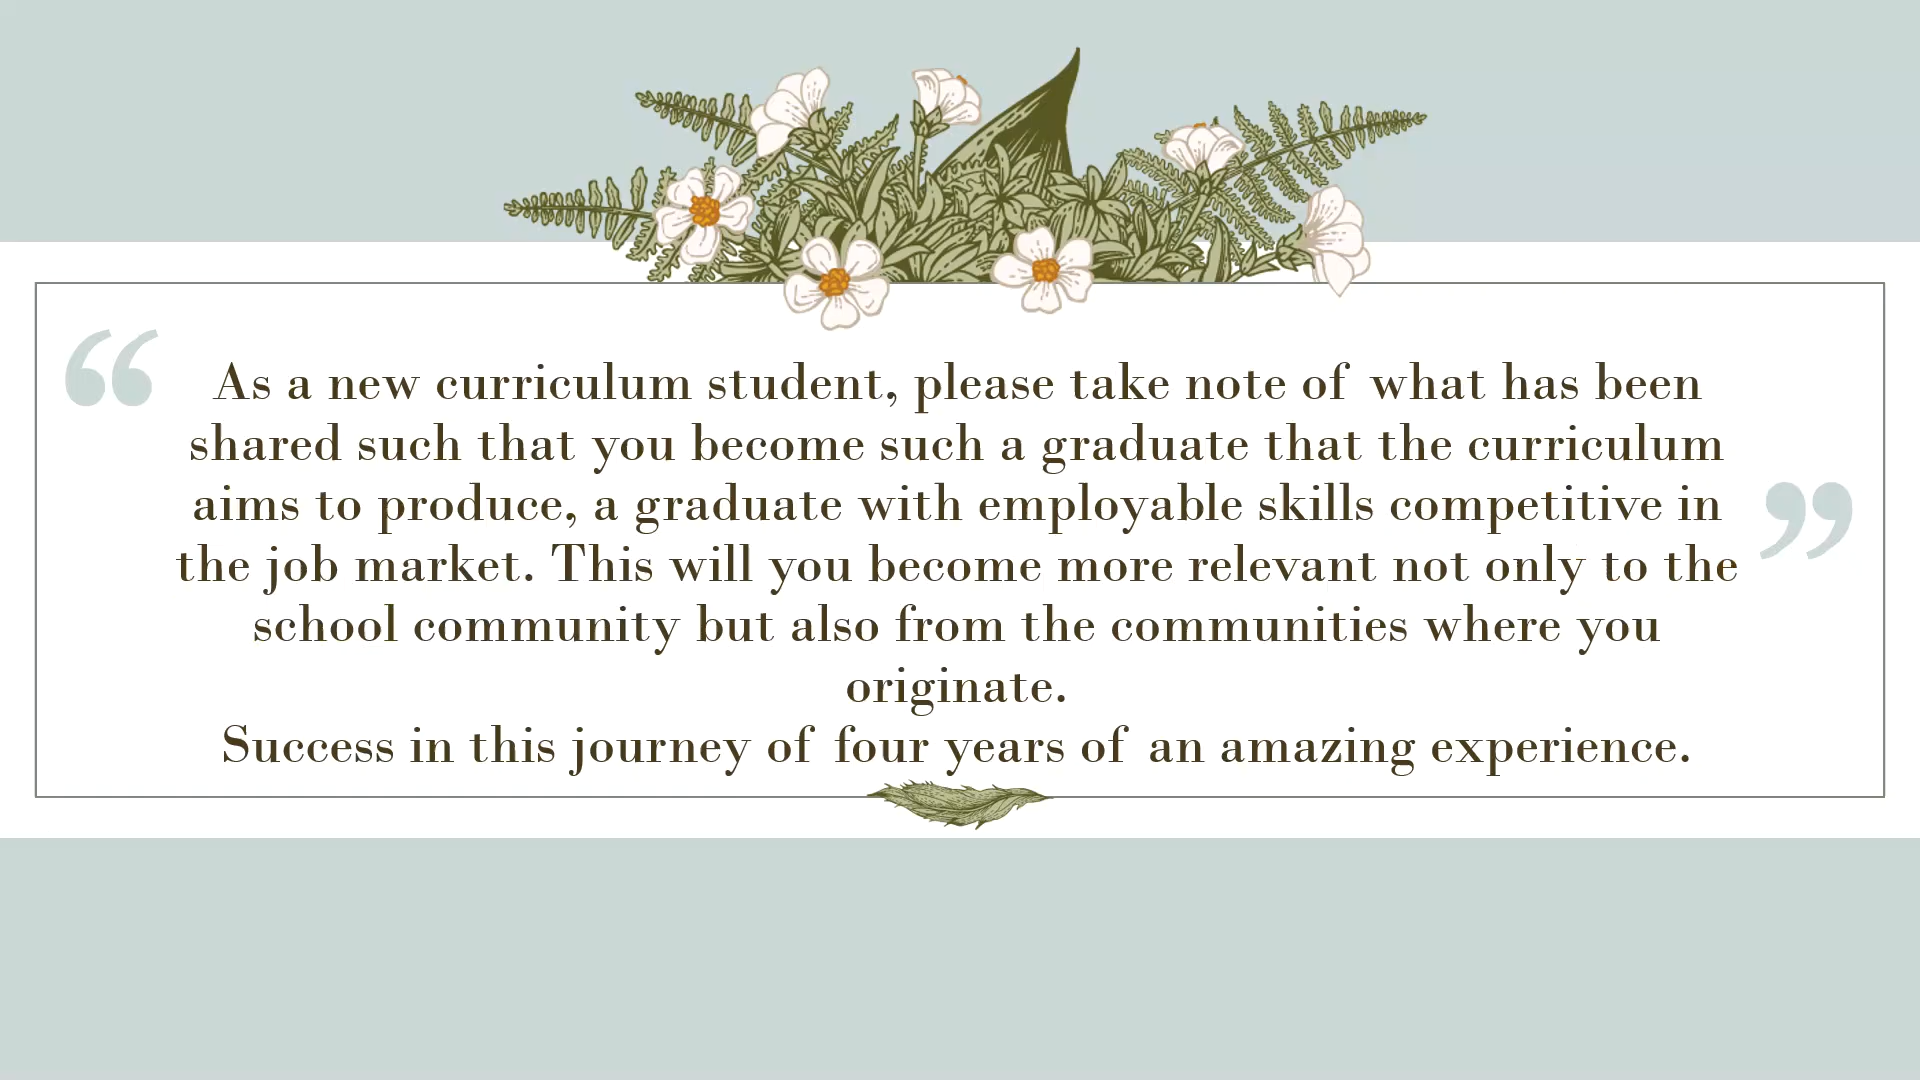 “ As a new curriculum student, please take note of what has been
shared such that you become such a graduate that the curriculum
aims to produce, a graduate with employable skills competitive in
the job market. This will you become more relevant not only to the
school community but also from the communities where you
originate.
Success in this journey of four years of an amazing experience. ”